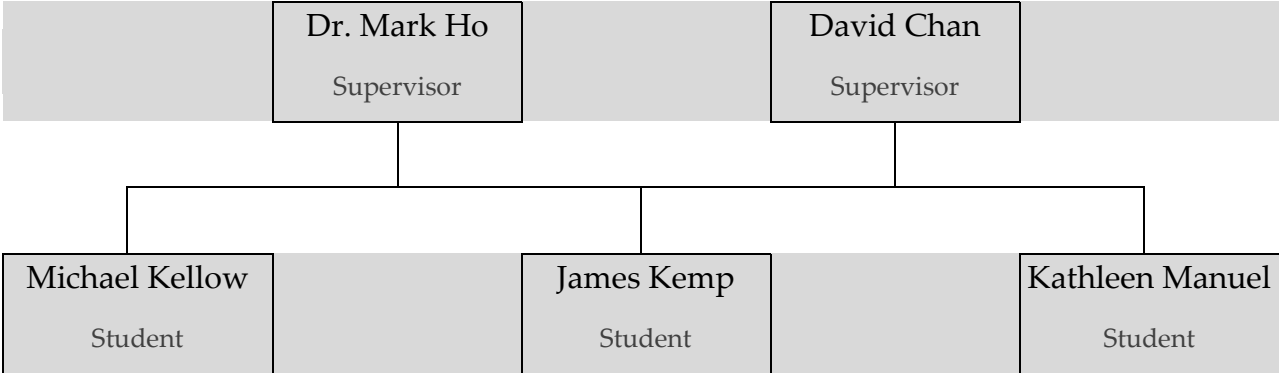 Dr. Mark Ho
Supervisor
David Chan
Supervisor
Michael Kellow
Student
James Kemp
Student
Kathleen Manuel
Student